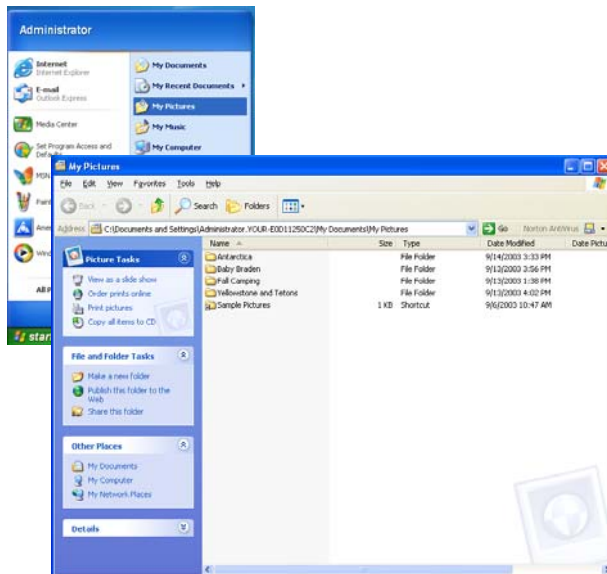 Administrator
Internet
Internet Explorer
E-mail
Outlook Express
Media Center
Set Program Access and
Defaults
MSN
Paint
Wind
All P
start
My Documents
My Recent Documents
My Pictures
My Music
My Computer
My Pictures
File Edit View Favorites Tools Help
Back Search Folders
Address C:\Documents and Settings\Administrator.YOUR-E0D11250C2\My Documents\My Pictures Go Norton AntiVirus
Name Size Type Date Modified Date Pictu
Antarctica File Folder 9/14/2003 3:33 PM
Baby Braden File Folder 9/13/2003 3:56 PM
Fall Camping File Folder 9/13/2003 1:38 PM
Yellowstone and Tetons File Folder 9/13/2003 4:02 PM
Sample Pictures 1 KB Shortcut 9/6/2003 10:47 AM
Picture Tasks
View as a slide show
Order prints online
Print pictures
Copy all items to CD
File and Folder Tasks
Make a new folder
Publish this folder to the
Web
Share this folder
Other Places
My Documents
My Computer
My Network Places
Details